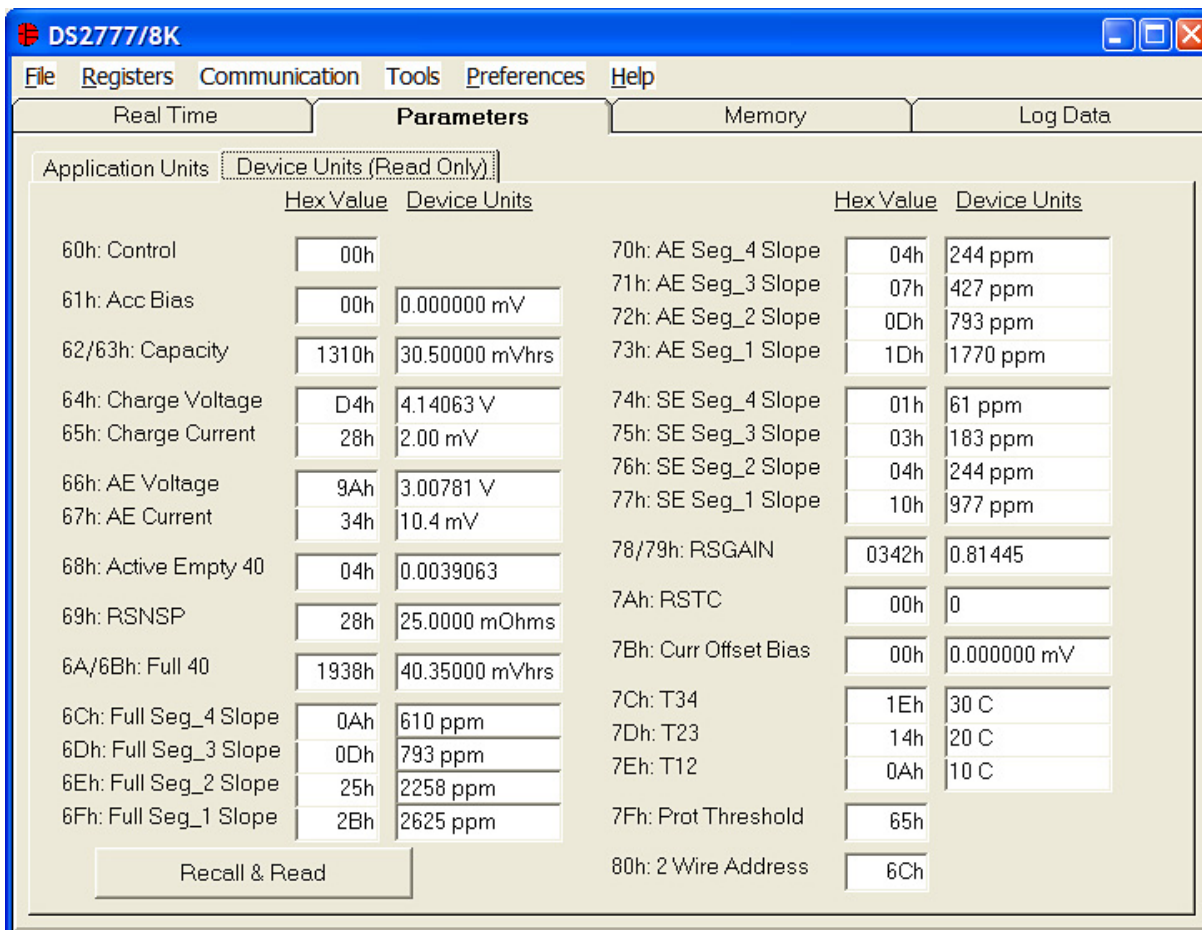 DS2777/8K
File Registers Communication Tools Preferences Help
Real Time Parameters Memory Log Data
Application Units Device Units (Read Only)
Hex Value Device Units
60h: Control 00h
61h: Acc Bias 00h 0.000000 mV
62/63h: Capacity 1310h 30.50000 mVhrs
64h: Charge Voltage D4h 4.14063 V
65h: Charge Current 28h 2.00 mV
66h: AE Voltage 9Ah 3.00781 V
67h: AE Current 34h 10.4 mV
68h: Active Empty 40 04h 0.0039063
69h: RSNSP 28h 25.0000 mOhms
6A/6Bh: Full 40 1938h 40.35000 mVhrs
6Ch: Full Seg_4 Slope 0Ah 610 ppm
6Dh: Full Seg_3 Slope 0Dh 793 ppm
6Eh: Full Seg_2 Slope 25h 2258 ppm
6Fh: Full Seg_1 Slope 2Bh 2625 ppm
Recall & Read
Hex Value Device Units
70h: AE Seg_4 Slope 04h 244 ppm
71h: AE Seg_3 Slope 07h 427 ppm
72h: AE Seg_2 Slope 0Dh 793 ppm
73h: AE Seg_1 Slope 1Dh 1770 ppm
74h: SE Seg_4 Slope 01h 61 ppm
75h: SE Seg_3 Slope 03h 183 ppm
76h: SE Seg_2 Slope 04h 244 ppm
77h: SE Seg_1 Slope 10h 977 ppm
78/79h: RSGAIN 0342h 0.81445
7Ah: RSTC 00h 0
7Bh: Curr Offset Bias 00h 0.000000 mV
7Ch: T34 1Eh 30 C
7Dh: T23 14h 20 C
7Eh: T12 0Ah 10 C
7Fh: Prot Threshold 65h
80h: 2 Wire Address 6Ch